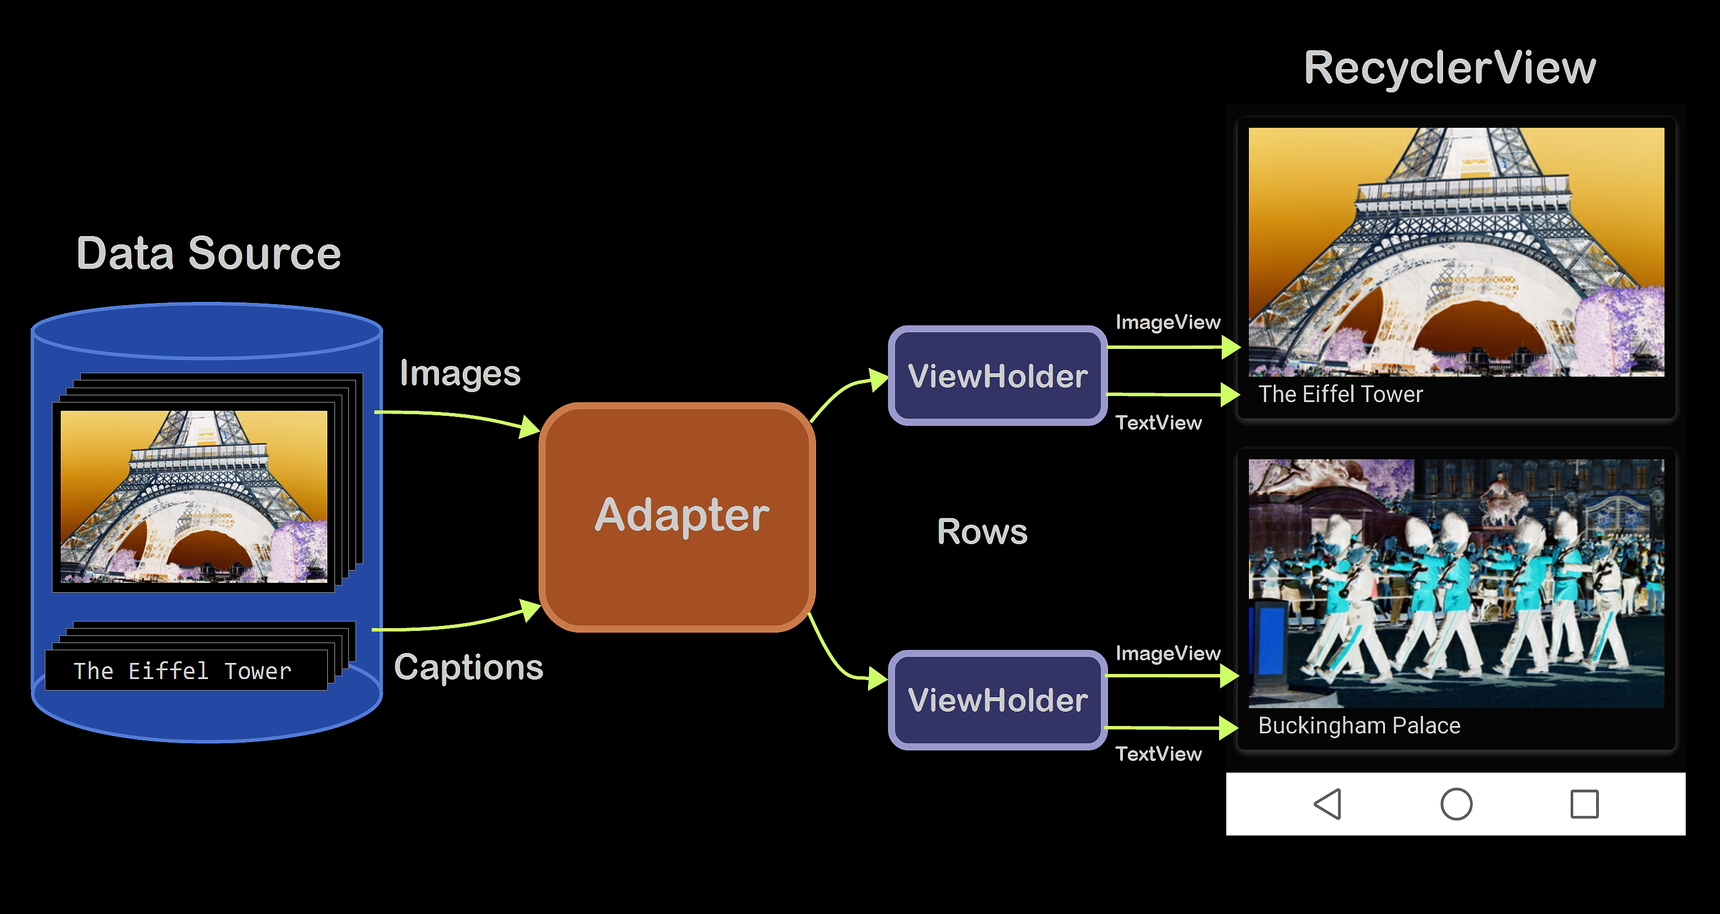 RecyclerView
Data Source
Images
Captions
The Eiffel Tower
Adapter
Rows
ViewHolder
ImageView
TextView
ViewHolder
ImageView
TextView
The Eiffel Tower
Buckingham Palace